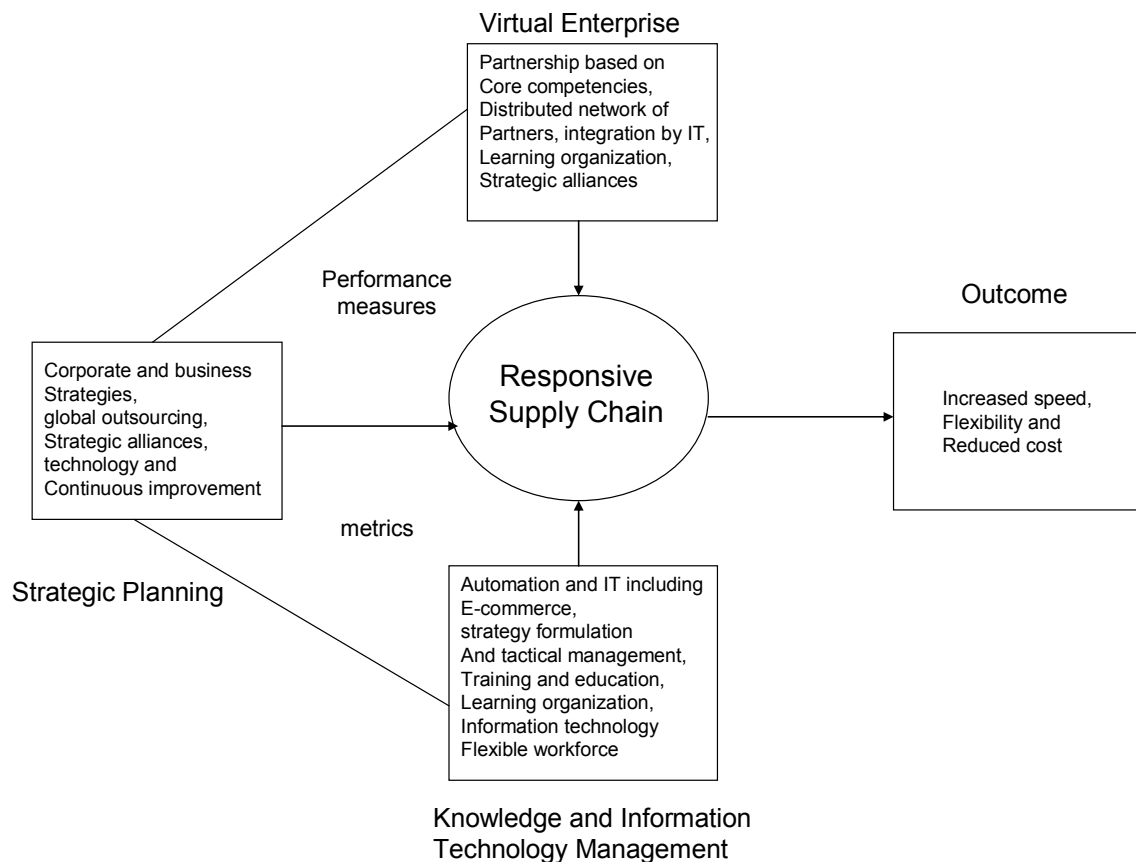 Virtual Enterprise
Partnership based on
Core competencies,
Distributed network of
Partners, integration by IT,
Learning organization,
Strategic alliances
Performance
measures
Outcome
Corporate and business
Strategies,
global outsourcing,
Strategic alliances,
technology and
Continuous improvement
Responsive
Supply Chain
Increased speed,
Flexibility and
Reduced cost
metrics
Strategic Planning
Automation and IT including
E-commerce,
strategy formulation
And tactical management,
Training and education,
Learning organization,
Information technology
Flexible workforce
Knowledge and Information
Technology Management